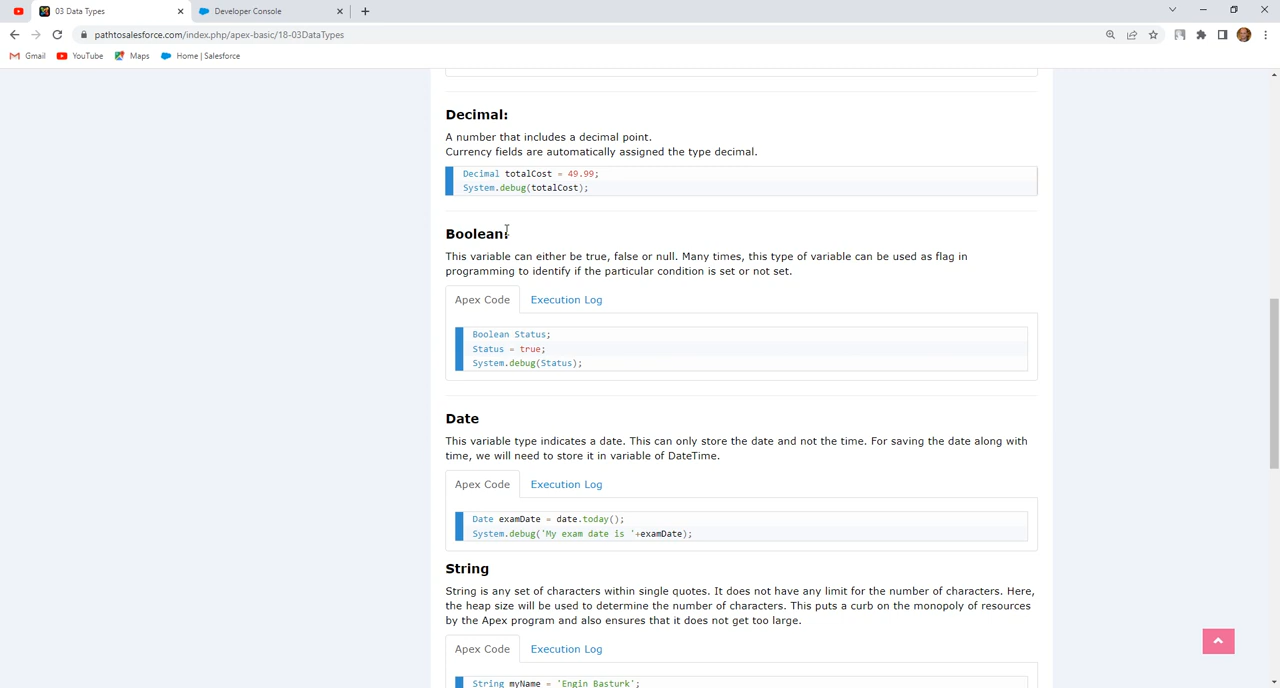 03 Data Types
Developer Console
pathtosalesforce.com/index.php/apex-basic/18-03DataTypes
Gmail
YouTube
Maps
Home | Salesforce
Decimal:
A number that includes a decimal point.
Currency fields are automatically assigned the type decimal.
Decimal totalCost = 49.99;
System.debug(totalCost);
Boolean:
This variable can either be true, false or null. Many times, this type of variable can be used as flag in
programming to identify if the particular condition is set or not set.
Apex Code
Execution Log
Boolean Status;
Status = true;
System.debug(Status);
Date
This variable type indicates a date. This can only store the date and not the time. For saving the date along with
time, we will need to store it in variable of DateTime.
Apex Code
Execution Log
Date examDate = date.today();
System.debug('My exam date is '+examDate);
String
String is any set of characters within single quotes. It does not have any limit for the number of characters. Here,
the heap size will be used to determine the number of characters. This puts a curb on the monopoly of resources
by the Apex program and also ensures that it does not get too large.
Apex Code
Execution Log
String myName = 'Engin Basturk';